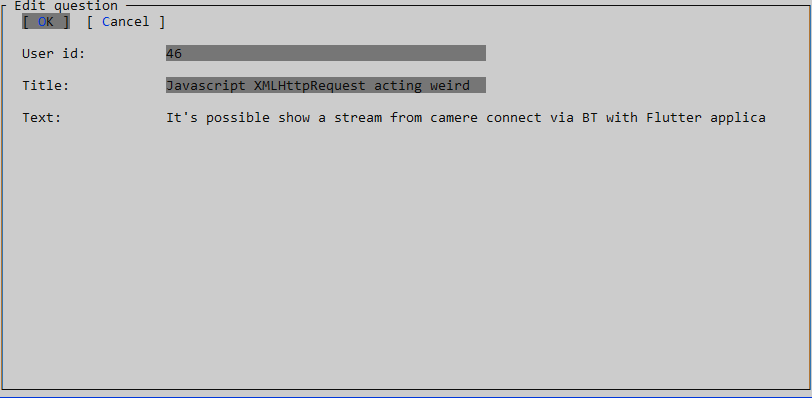 Edit question
[ OK ] [ Cancel ]
User id: 46
Title: Javascript XMLHttpRequest acting weird
Text: It's possible show a stream from camere connect via BT with Flutter applica